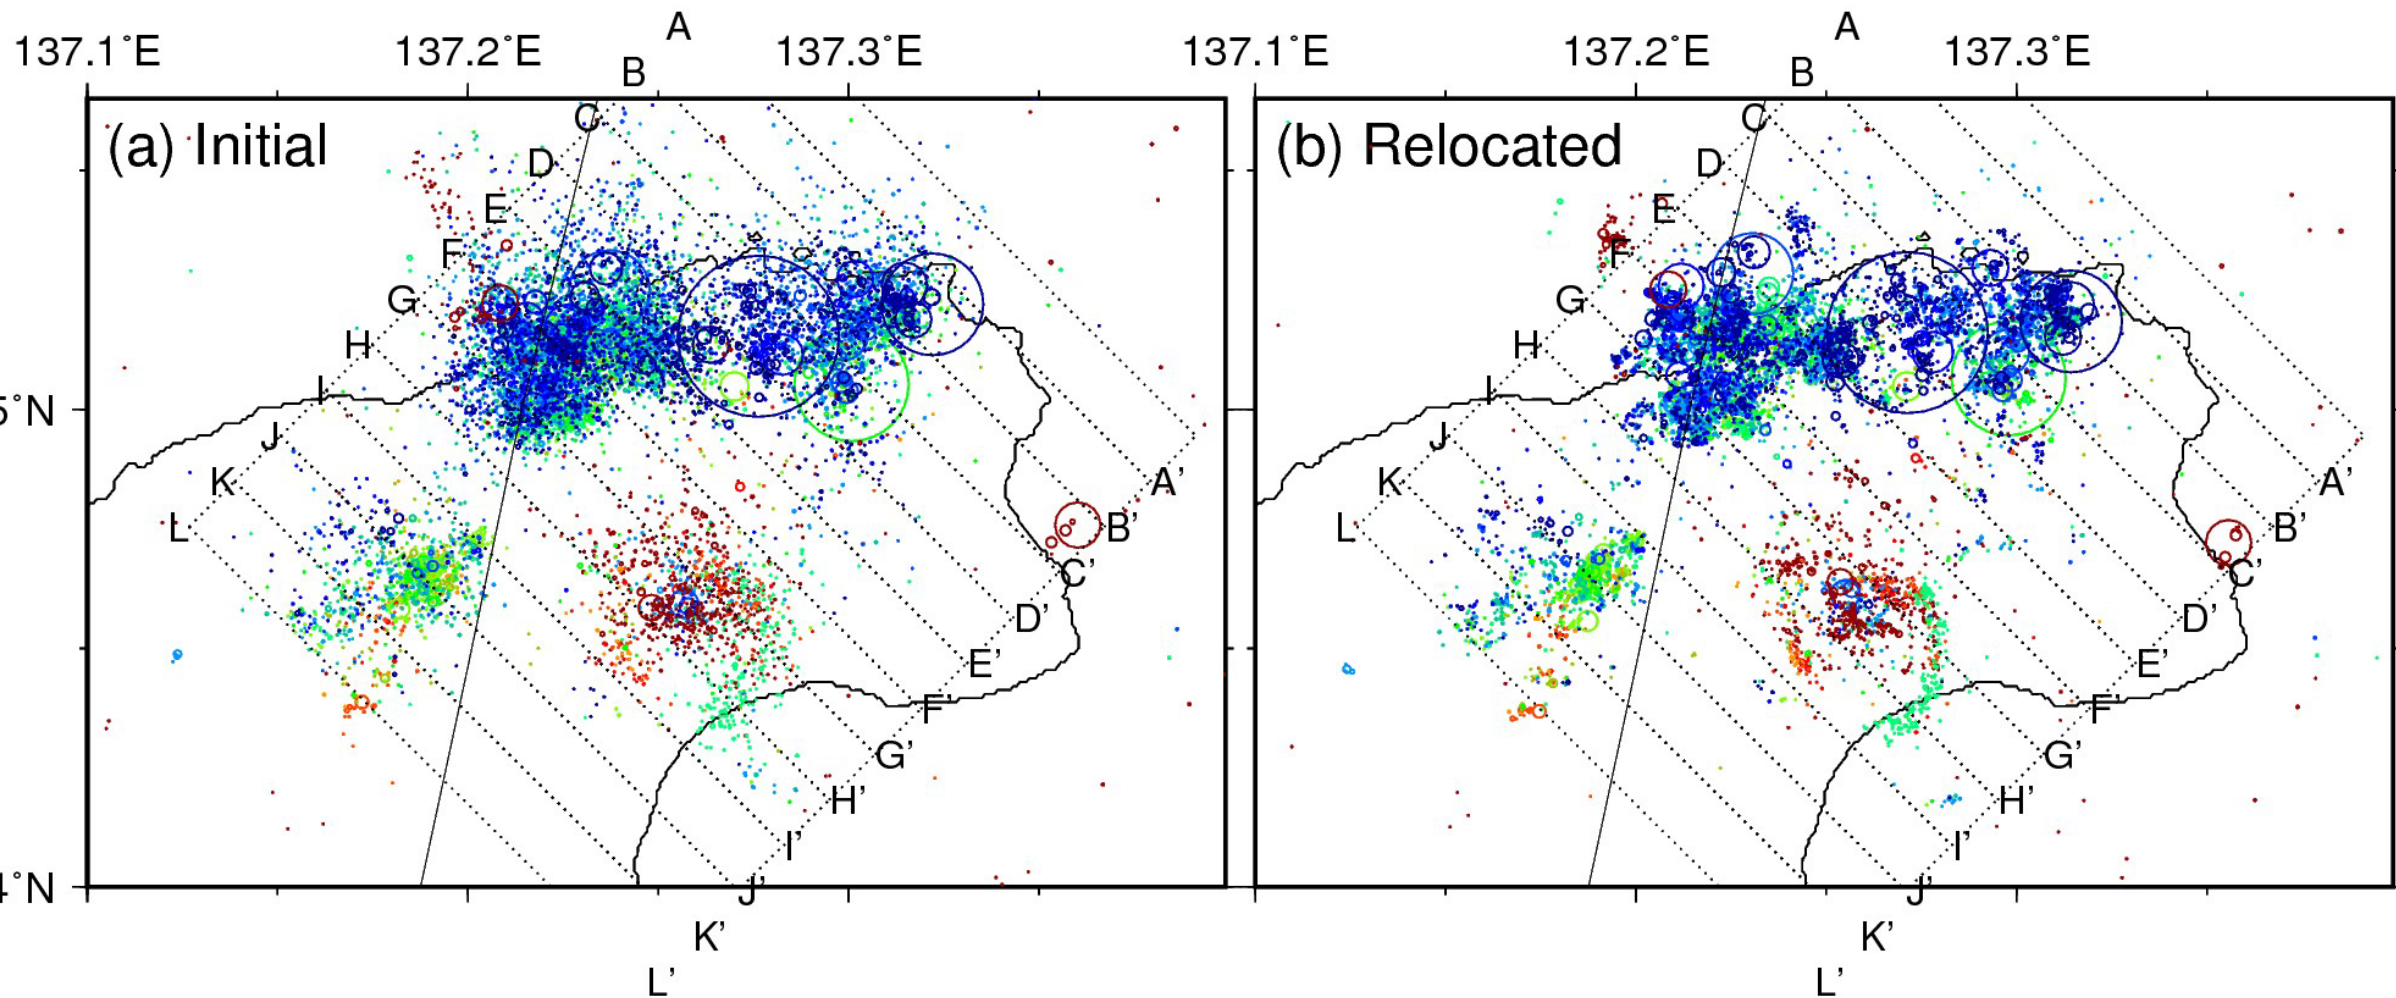 A A
137.1°E 137.2°E 137.3°E 137.1°E 137.2°E 137.3°E
B B
C C
(a) Initial (b) Relocated
D D
E E
F F
G G
H H
I I
5°N
J J
K A' K A'
L B' L B'
C' C'
D' D'
E' E'
F' F'
G' G'
H' H'
I' I'
4°N J' J'
K' K'
L' L'